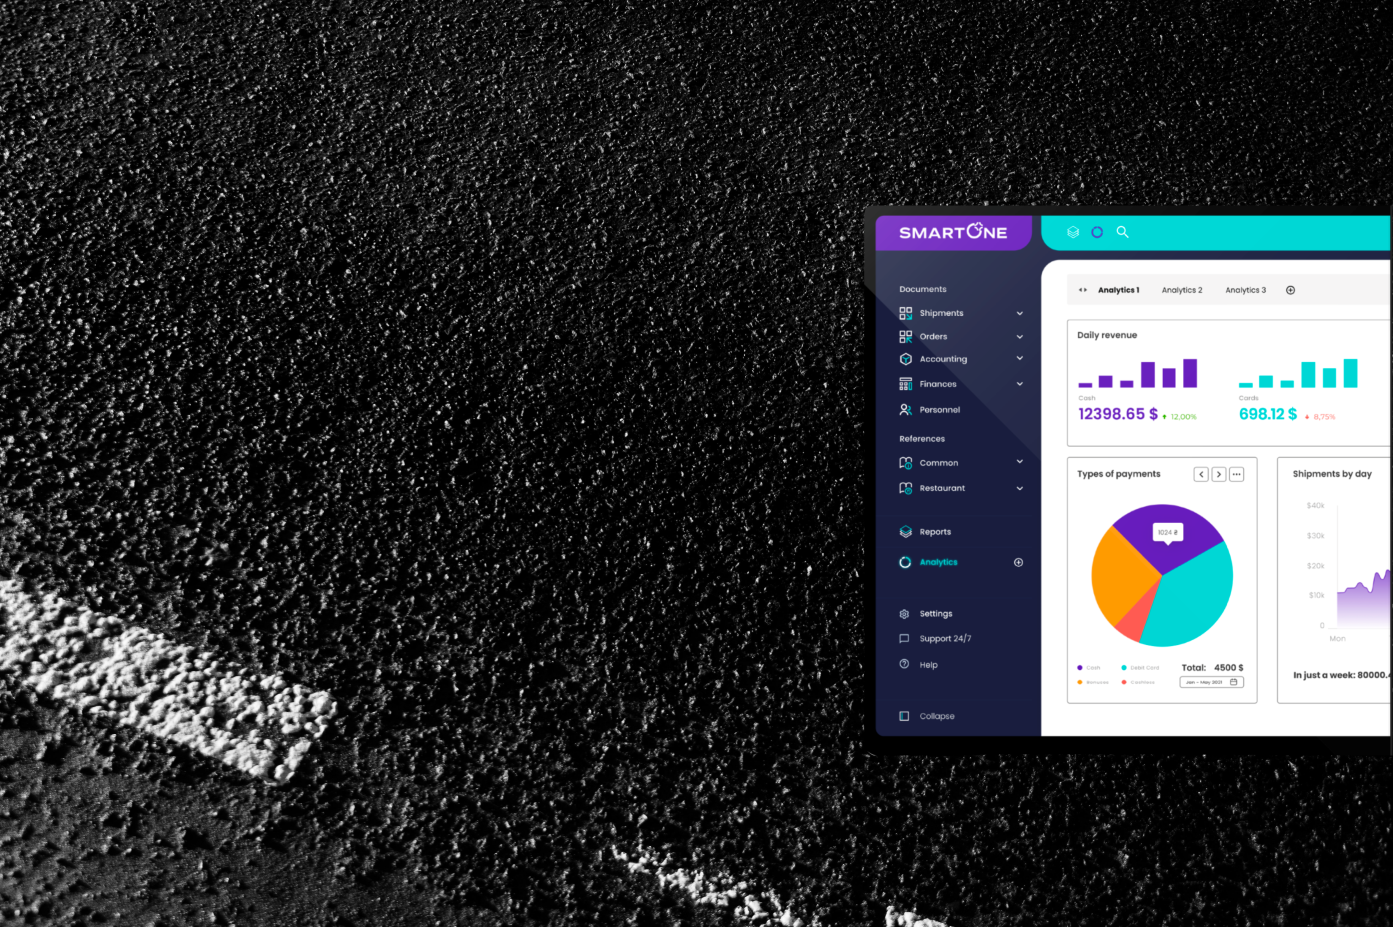 SMARTONE
Documents
Shipments
Orders
Accounting
Finances
Personnel
References
Common
Restaurant
Reports
Analytics
Settings
Support 24/7
Help
Collapse
Analytics 1 Analytics 2 Analytics 3
Daily revenue
Cash
12398.65 $ 12,00%
Cards
698.12 $ 8,75%
Types of payments
1024 ₴
Cash Debit Card
Bonuses Cashless
Total: 4500 $
Jan - May 2021
Shipments by day
$40k
$30k
$20k
$10k
0
Mon
In just a week: 80000.